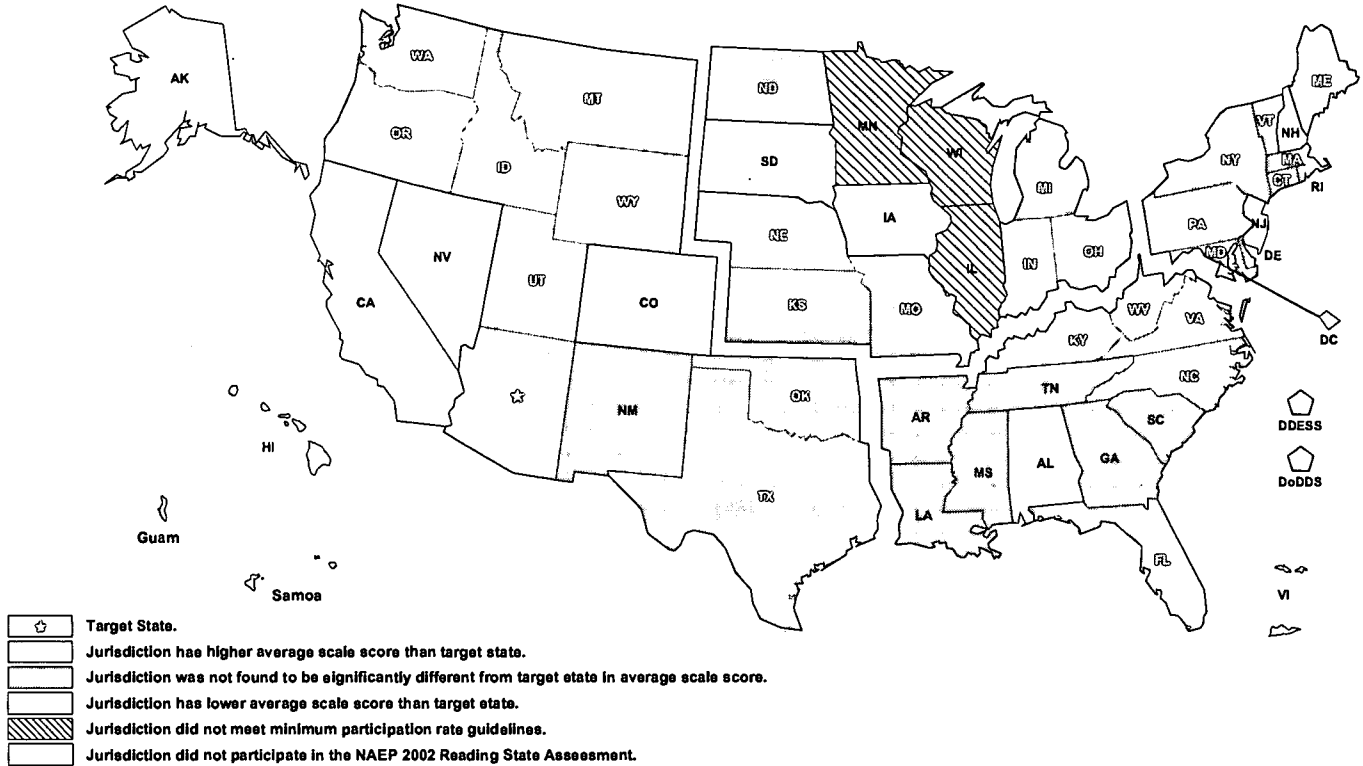 AK
WA
MT
ND
MN
ME
OR
ID
SD
WI
VT
NH
NY
MA
CT
RI
WY
MI
NV
NE
IA
PA
NJ
UT
CO
IL
IN
OH
MD
DE
CA
KS
MO
WV
VA
KY
DC
NM
OK
AR
TN
NC
SC
DDESS
HI
TX
MS
AL
GA
DoDDS
LA
Guam
FL
Samoa
VI
Target State.
Jurisdiction has higher average scale score than target state.
Jurisdiction was not found to be significantly different from target state in average scale score.
Jurisdiction has lower average scale score than target state.
Jurisdiction did not meet minimum participation rate guidelines.
Jurisdiction did not participate in the NAEP 2002 Reading State Assessment.